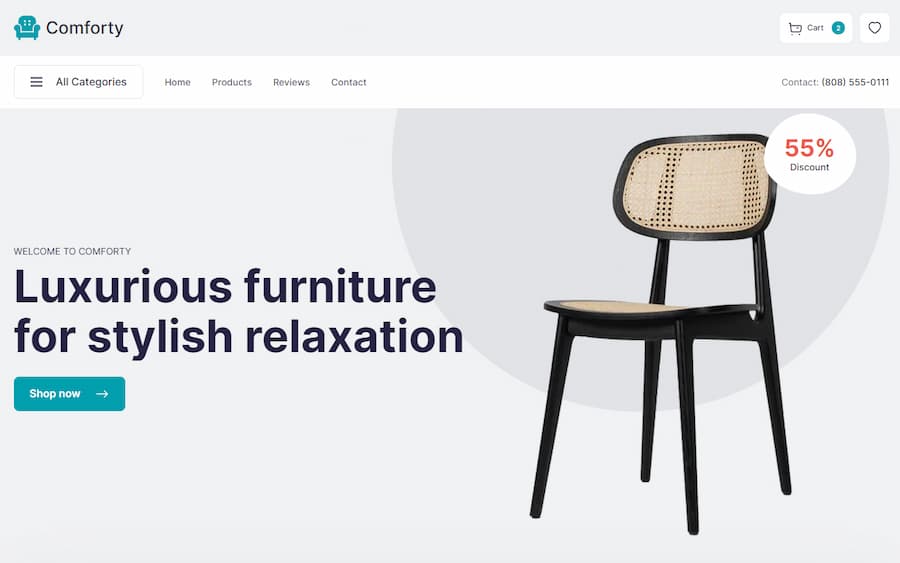 Comforty
Cart 2
All Categories
Home
Products
Reviews
Contact
Contact: (808) 555-0111
55%
Discount
WELCOME TO COMFORTY
Luxurious furniture
for stylish relaxation
Shop now